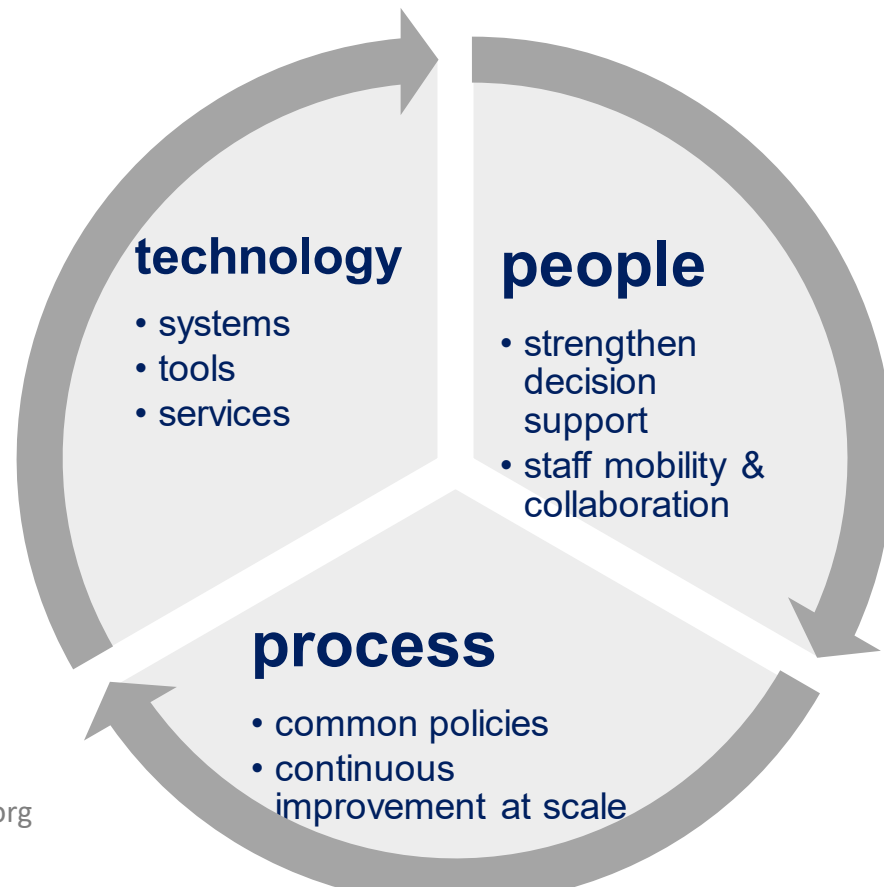 technology
• systems
• tools
• services
people
• strengthen
decision
support
• staff mobility &
collaboration
process
• common policies
• continuous
improvement at scale
org